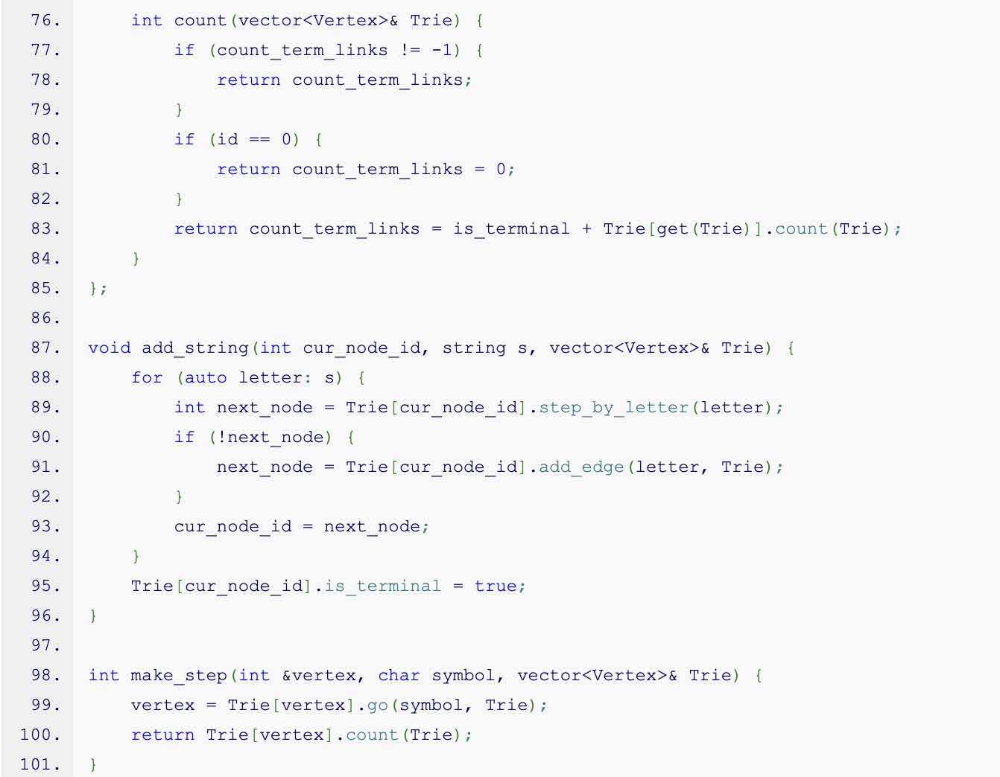 76.     int count(vector<Vertex>& Trie) {
77.         if (count_term_links != -1) {
78.             return count_term_links;
79.         }
80.         if (id == 0) {
81.             return count_term_links = 0;
82.         }
83.         return count_term_links = is_terminal + Trie[get(Trie)].count(Trie);
84.     }
85. };
86.
87. void add_string(int cur_node_id, string s, vector<Vertex>& Trie) {
88.     for (auto letter: s) {
89.         int next_node = Trie[cur_node_id].step_by_letter(letter);
90.         if (!next_node) {
91.             next_node = Trie[cur_node_id].add_edge(letter, Trie);
92.         }
93.         cur_node_id = next_node;
94.     }
95.     Trie[cur_node_id].is_terminal = true;
96. }
97.
98. int make_step(int &vertex, char symbol, vector<Vertex>& Trie) {
99.     vertex = Trie[vertex].go(symbol, Trie);
100.     return Trie[vertex].count(Trie);
101. }